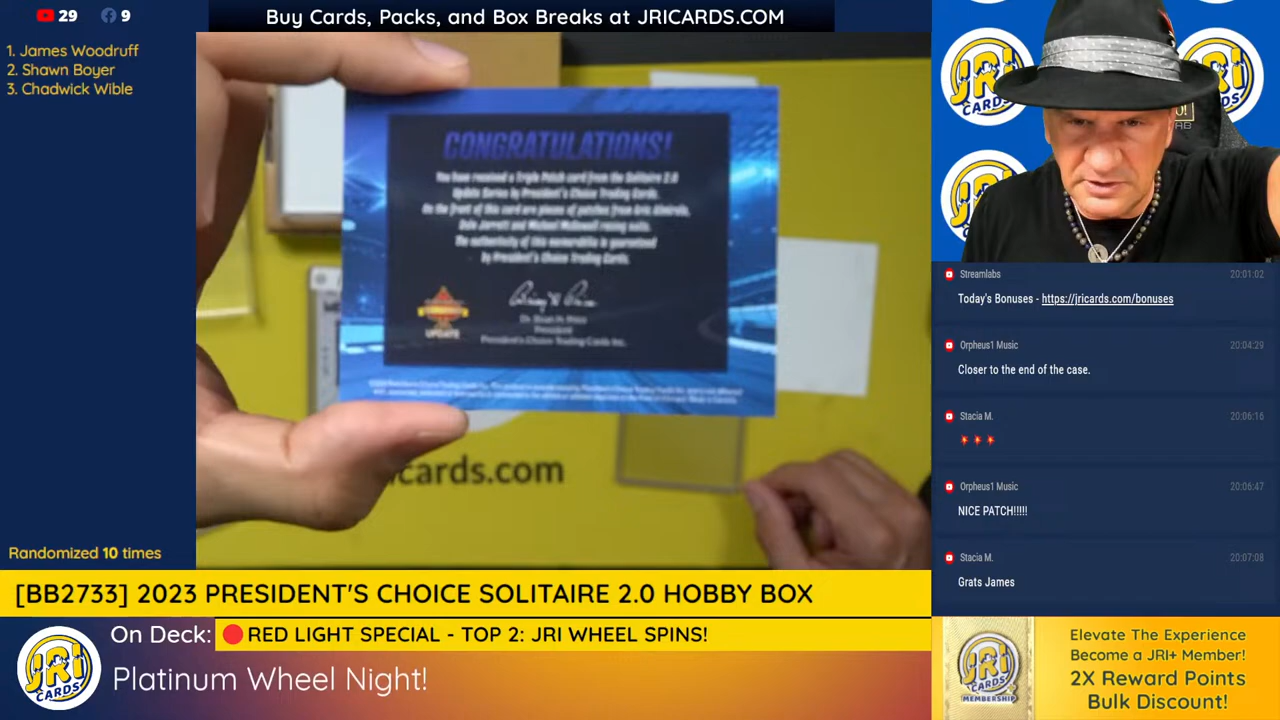 29
9
Buy Cards, Packs, and Box Breaks at JRICARDS.COM
1. James Woodruff
2. Shawn Boyer
3. Chadwick Wible
CONGRATULATIONS!
You have received a Triple Patch card from the Solitaire 2.0
Update Series by President's Choice Trading Cards.
On the front of this card are pieces of patches from Aric Almirola,
Dale Jarrett and Michael McDowell racing suits.
The authenticity of this memorabilia is guaranteed
by President's Choice Trading Cards.
President
President's Choice Trading Cards Inc.
UPDATE
ricards.com
Randomized 10 times
JRI
CARDS
JRI
CARDS
JRI
Streamlabs
20:01:02
Today's Bonuses - https://jricards.com/bonuses
Orpheus1 Music
20:04:29
Closer to the end of the case.
Stacia M.
20:06:16
Orpheus1 Music
20:06:47
NICE PATCH!!!!!
Stacia M.
20:07:08
Grats James
[BB2733] 2023 PRESIDENT'S CHOICE SOLITAIRE 2.0 HOBBY BOX
On Deck:
RED LIGHT SPECIAL - TOP 2: JRI WHEEL SPINS!
JRI
CARDS
Platinum Wheel Night!
JRI
CARDS
MEMBERSHIP
Elevate The Experience
Become a JRI+ Member!
2X Reward Points
Bulk Discount!